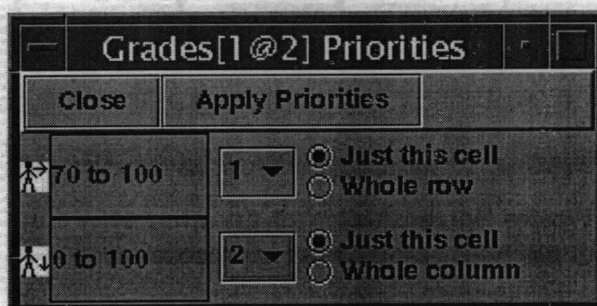 Grades[1@2] Priorities
Close Apply Priorities
70 to 100 1 Just this cell
Whole row
0 to 100 2 Just this cell
Whole column